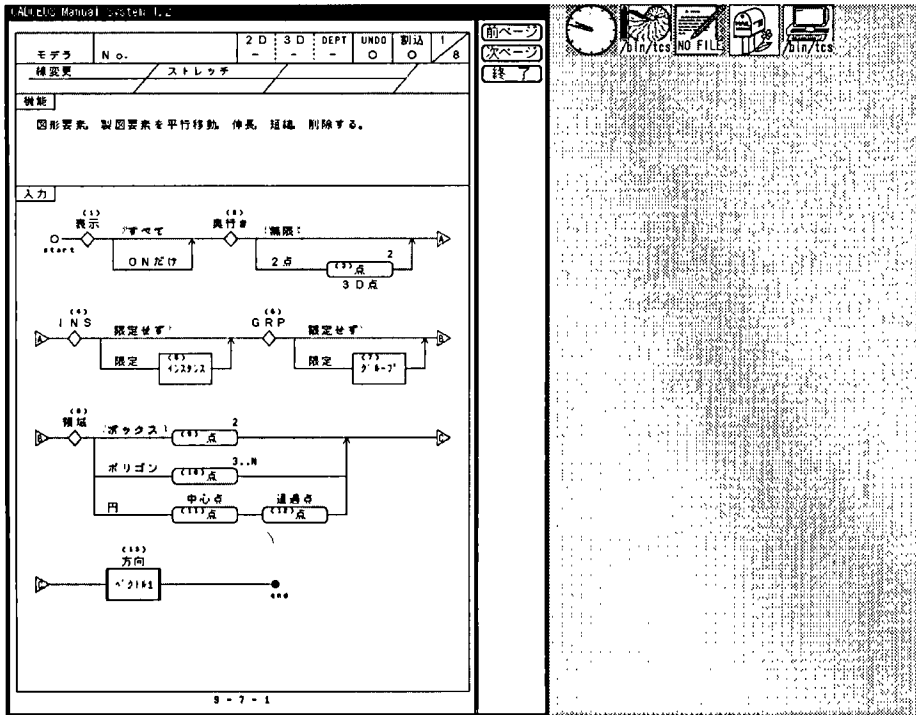 CADCEUS Manual System 1.2
モデラ No. 2D 3D DEPT UNDO 割込 1/8
- - - ○ ○
線変更 ストレッチ
機能
図形要素, 製図要素を平行移動, 伸長, 短縮, 削除する。
入力
(1) 表示
start
すべて
ONだけ
奥行き
無限
2点
(3)点 2
3D点
A
A
(4)
INS
限定せず
限定
インスタンス
(6)
GRP
限定せず
限定
(7)
グループ
B
B
(8)
領域
ボックス
(9)点 2
ポリゴン
(10)点 3..N
円
中心点
(11)点
通過点
(12)点
C
C
(13)
方向
ベクトル1
end
9-7-1
前ページ
次ページ
終了
/bin/tcs
NO FILE
MAIL
/bin/tcs